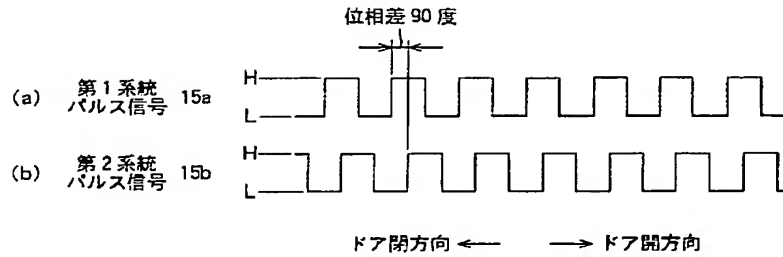 位相差 90 度
(a) 第1系統 パルス信号 15a
H
L
(b) 第2系統 パルス信号 15b
H
L
ドア閉方向 ← → ドア開方向